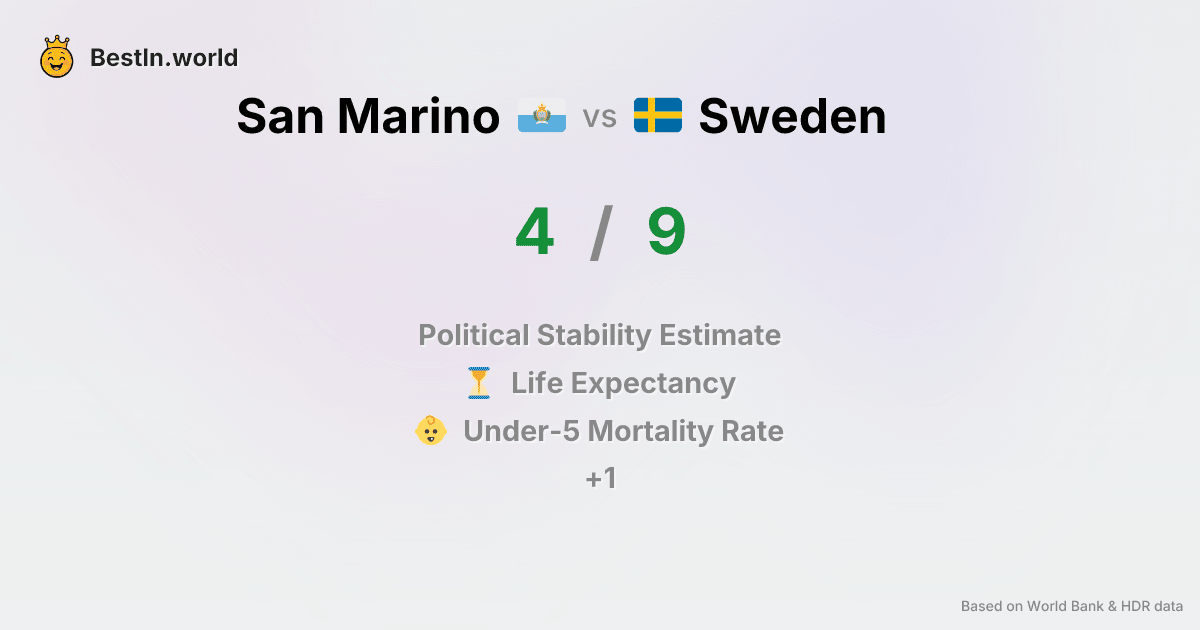 BestIn.world
San Marino vs Sweden
4 / 9
Political Stability Estimate
Life Expectancy
Under-5 Mortality Rate
+1
Based on World Bank & HDR data